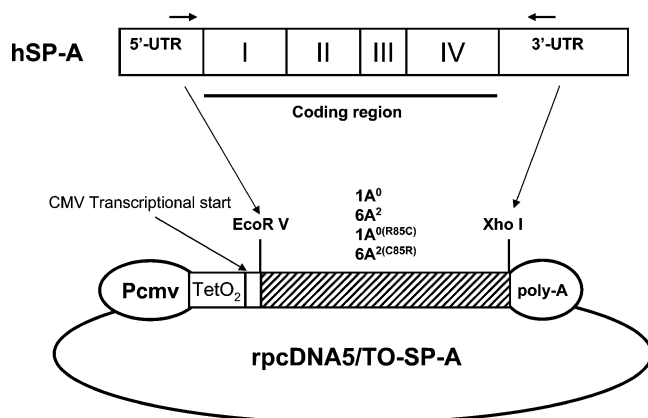 hSP-A
5’-UTR I II III IV 3’-UTR
Coding region
CMV Transcriptional start
EcoR V
1A⁰
6A²
1A⁰⁽ᴿ⁸⁵ᶜ⁾
6A²⁽ᶜ⁸⁵ᴿ⁾
Xho I
Pcmv TetO₂ poly-A
rpcDNA5/TO-SP-A